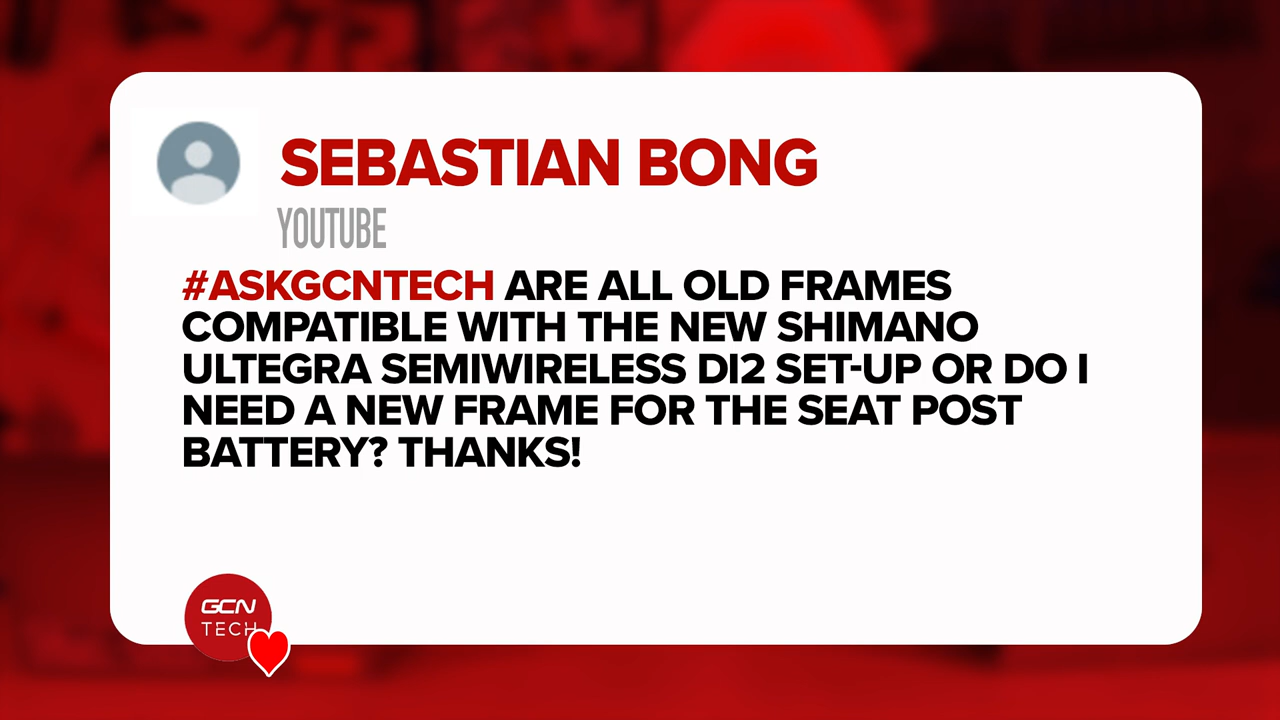 SEBASTIAN BONG
YOUTUBE
#ASKGCNTECH ARE ALL OLD FRAMES
COMPATIBLE WITH THE NEW SHIMANO
ULTEGRA SEMIWIRELESS DI2 SET-UP OR DO I
NEED A NEW FRAME FOR THE SEAT POST
BATTERY? THANKS!
GCN
TECH